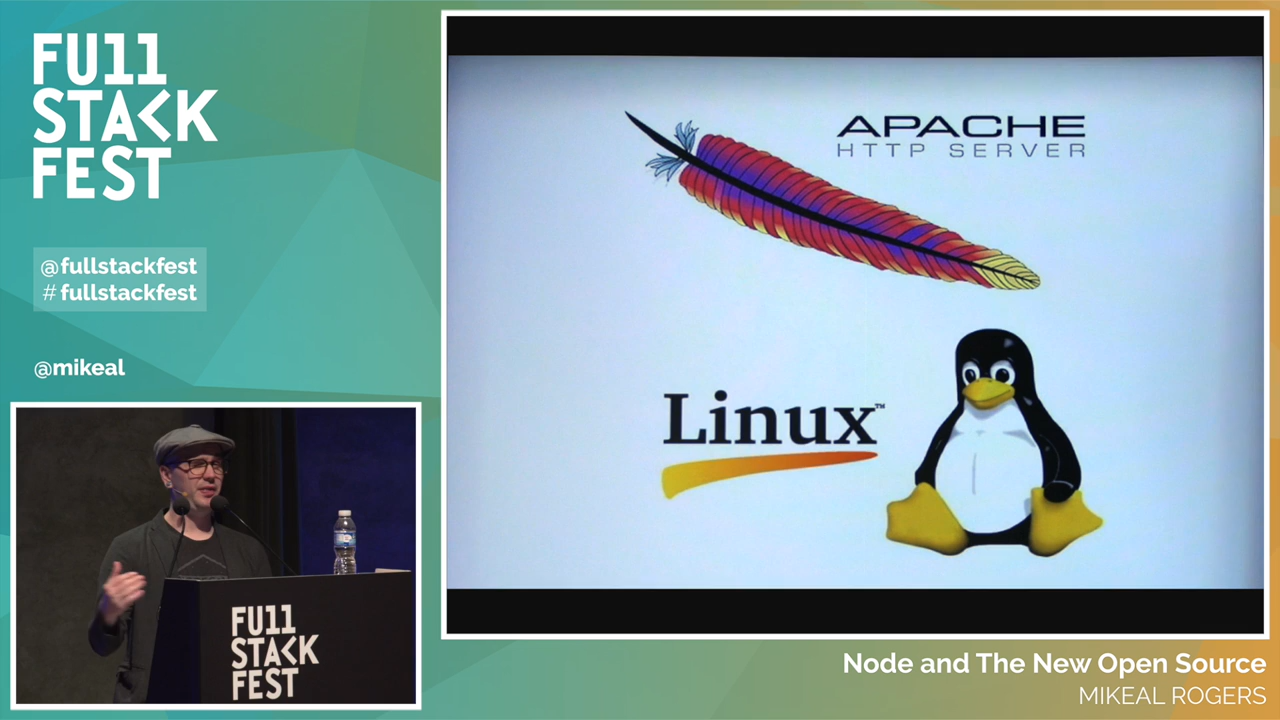 FU11
STACK
FEST
@fullstackfest
# fullstackfest
@mikeal
APACHE
HTTP SERVER
Linux™
FU11
STACK
FEST
Node and The New Open Source
MIKEAL ROGERS